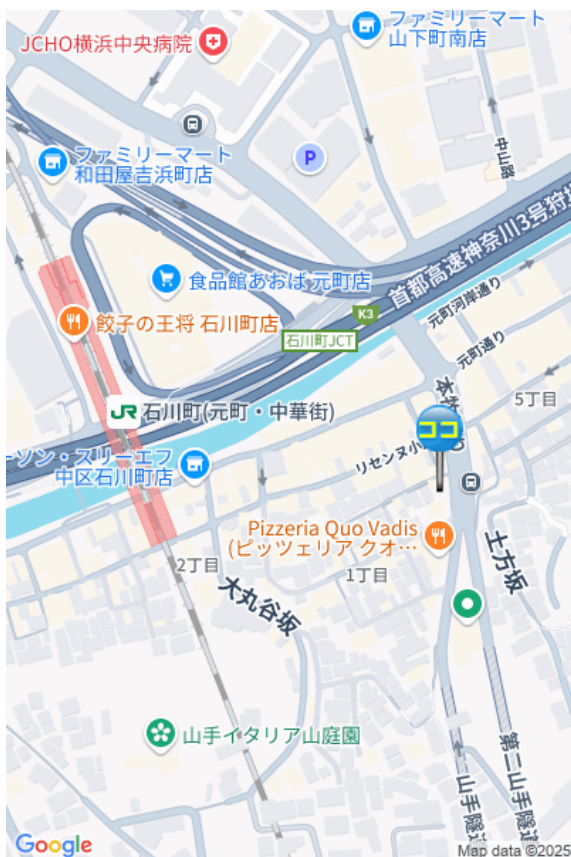 ファミリーマート
山下町南店
JCHO横浜中央病院
ファミリーマート
和田屋吉浜町店
P
中山路
首都高速神奈川3号狩場
食品館あおば 元町店
K3
餃子の王将 石川町店
石川町JCT
元町河岸通り
元町通り
JR 石川町(元町・中華街)
5丁目
ココ
ーソン・スリーエフ
中区石川町店
リセンヌ小
Pizzeria Quo Vadis
(ピッツェリア クオ…
2丁目
1丁目
土方坂
大丸谷坂
山手イタリア山庭園
山手隧道
第二山手隧道
Google
Map data ©2025